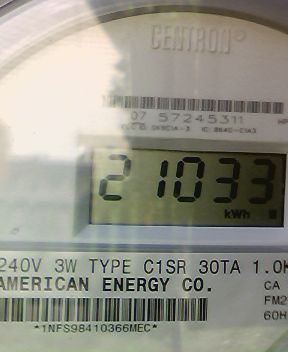 CENTRON®
07 57245311
21033
kWh
240V 3W TYPE C1SR 30TA 1.0K
AMERICAN ENERGY CO.
CA
FM2
60H
*1NFS98410366MEC*